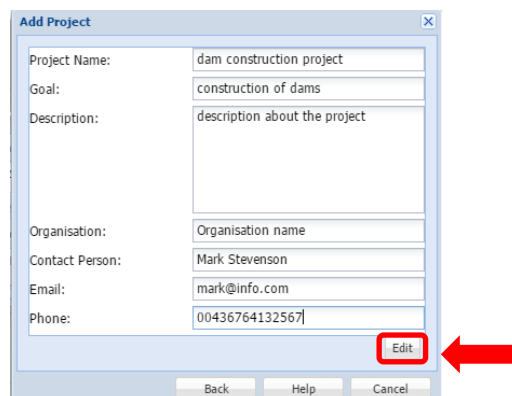 Add Project
Project Name: dam construction project
Goal: construction of dams
Description: description about the project
Organisation: Organisation name
Contact Person: Mark Stevenson
Email: mark@info.com
Phone: 00436764132567
Edit
Back Help Cancel